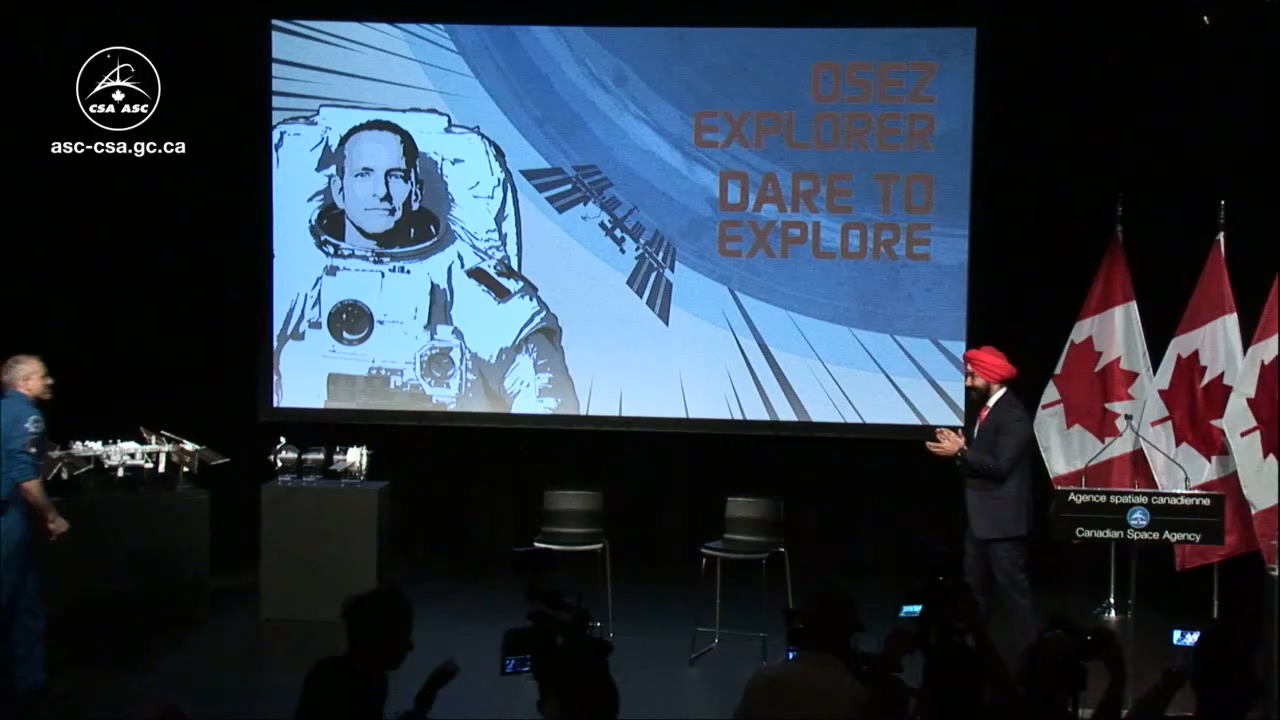 CSA ASC
asc-csa.gc.ca
OSEZ
EXPLORER
DARE TO
EXPLORE
Agence spatiale canadienne
Canadian Space Agency